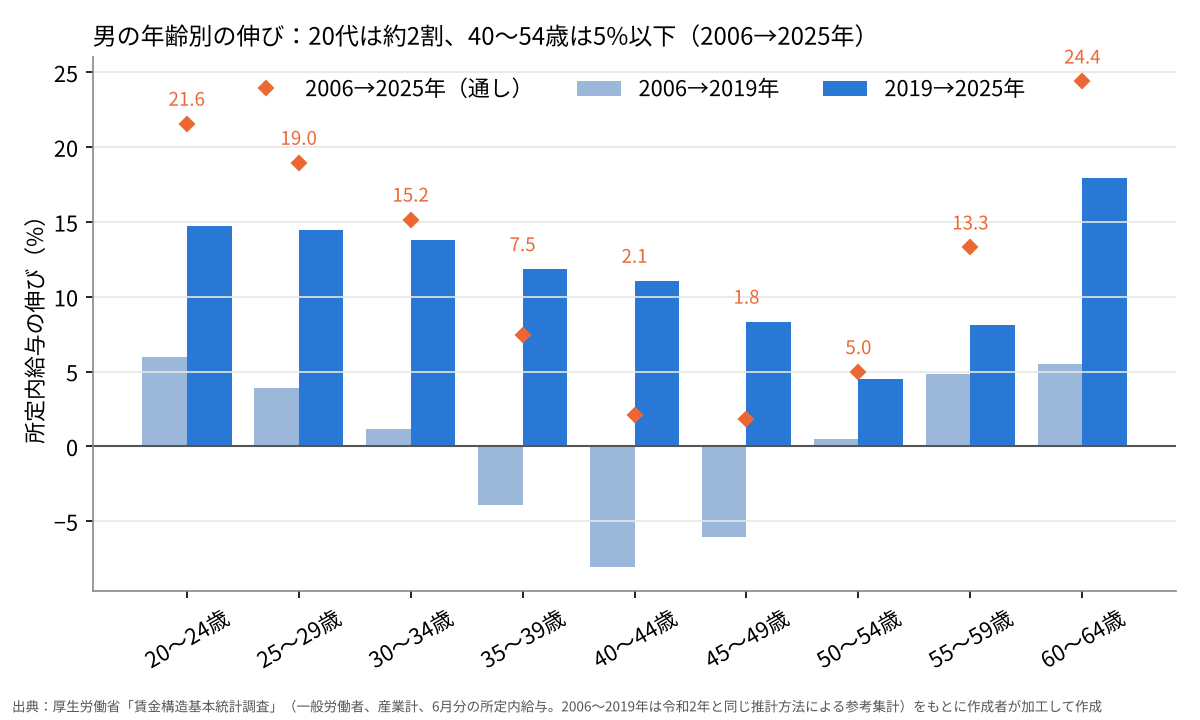 男の年齢別の伸び：20代は約2割、40〜54歳は5%以下（2006→2025年）
2006→2025年（通し）
2006→2019年
2019→2025年
所定内給与の伸び（%）
25
20
15
10
5
0
−5
21.6
19.0
15.2
7.5
2.1
1.8
5.0
13.3
24.4
20〜24歳
25〜29歳
30〜34歳
35〜39歳
40〜44歳
45〜49歳
50〜54歳
55〜59歳
60〜64歳
出典：厚生労働省「賃金構造基本統計調査」（一般労働者、産業計、6月分の所定内給与。2006〜2019年は令和2年と同じ推計方法による参考集計）をもとに作成者が加工して作成